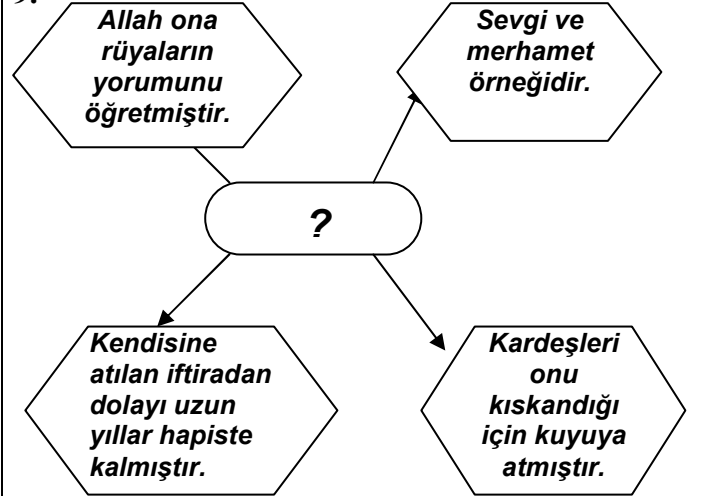 Allah ona
rüyaların
yorumunu
öğretmiştir.
Sevgi ve
merhamet
örneğidir.
?
Kendisine
atılan iftiradan
dolayı uzun
yıllar hapiste
kalmıştır.
Kardeşleri
onu
kıskandığı
için kuyuya
atmıştır.